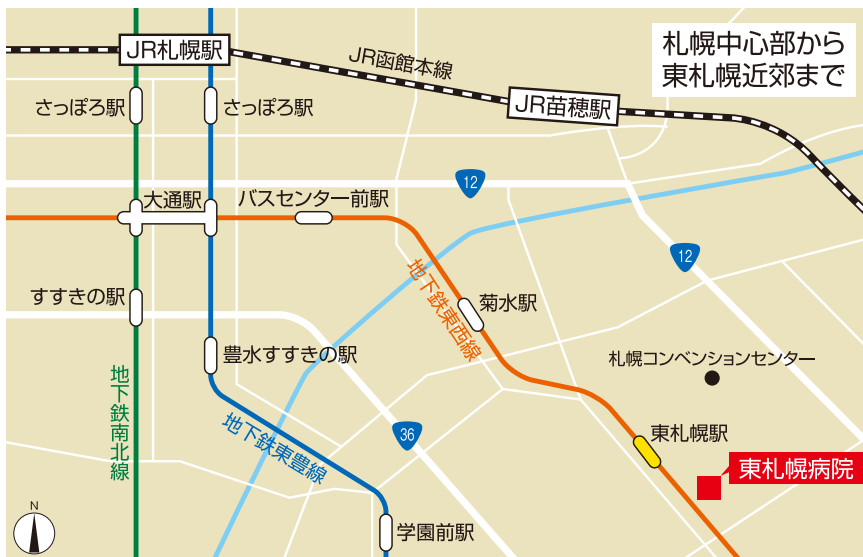 札幌中心部から
東札幌近郊まで
JR札幌駅
JR函館本線
JR苗穂駅
さっぽろ駅
さっぽろ駅
12
大通駅
バスセンター前駅
12
地下鉄東西線
すすきの駅
菊水駅
豊水すすきの駅
札幌コンベンションセンター
地下鉄南北線
地下鉄東豊線
36
東札幌駅
東札幌病院
学園前駅
N